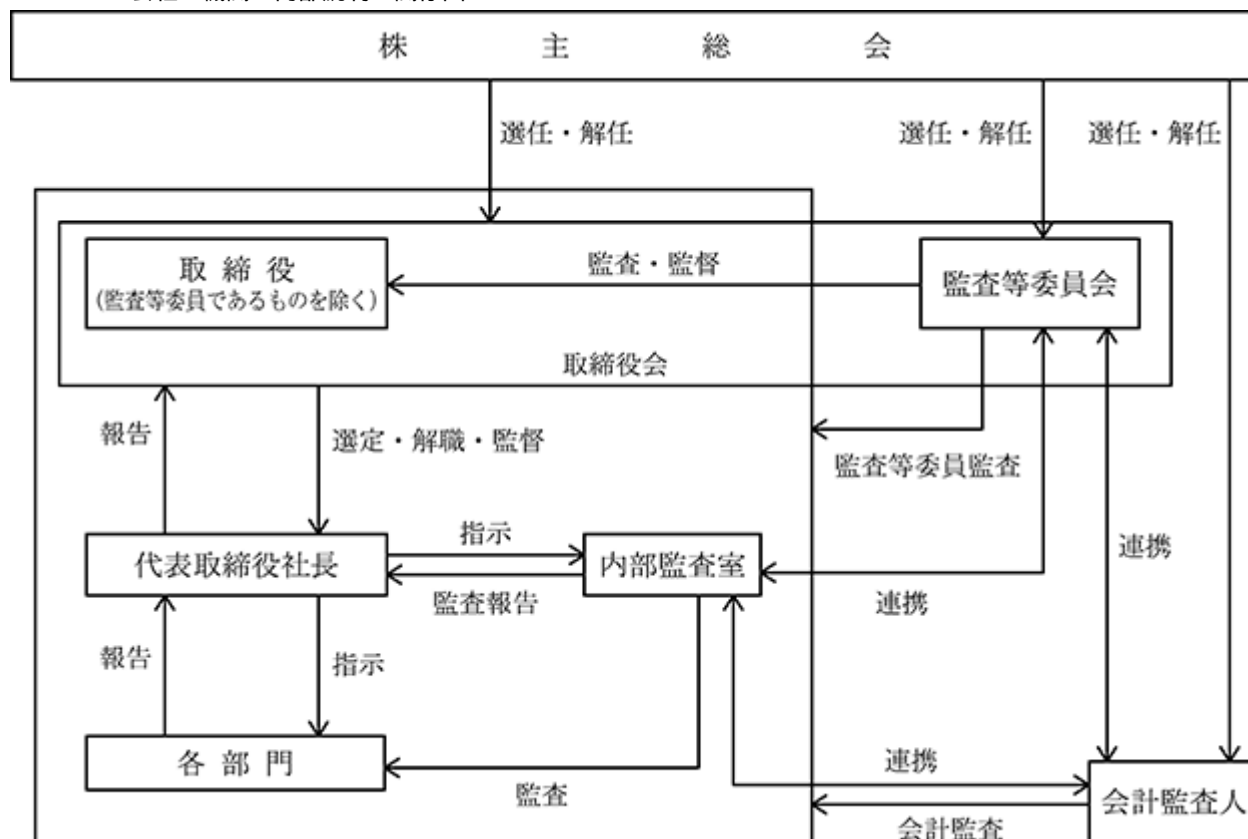 株主総会
選任・解任
選任・解任
選任・解任
取締役
(監査等委員であるものを除く)
監査・監督
監査等委員会
取締役会
報告
選定・解職・監督
監査等委員監査
指示
代表取締役社長
内部監査室
連携
監査報告
連携
報告
指示
各部門
連携
監査
会計監査人
会計監査